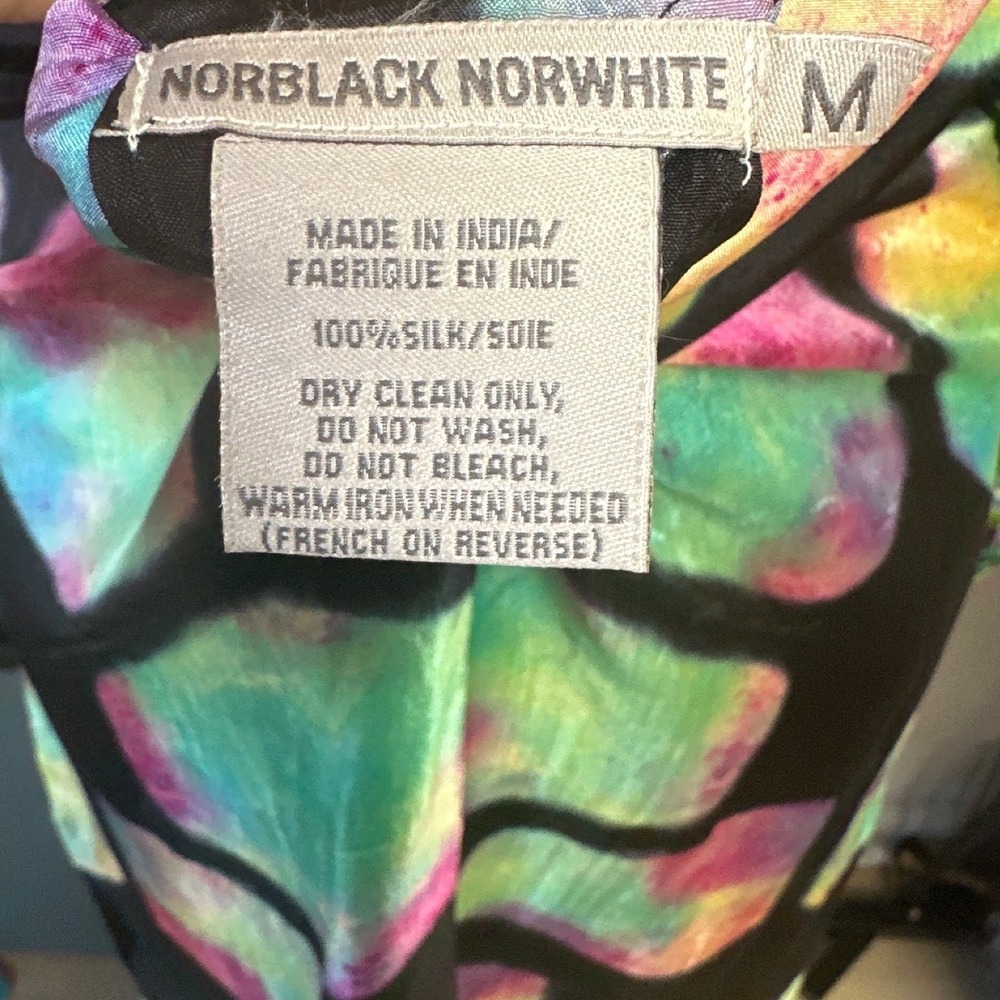 NORBLACK NORWHITE M
MADE IN INDIA/
FABRIQUE EN INDE
100%SILK/SOIE
DRY CLEAN ONLY,
DO NOT WASH,
DO NOT BLEACH,
WARM IRON WHEN NEEDED
(FRENCH ON REVERSE)